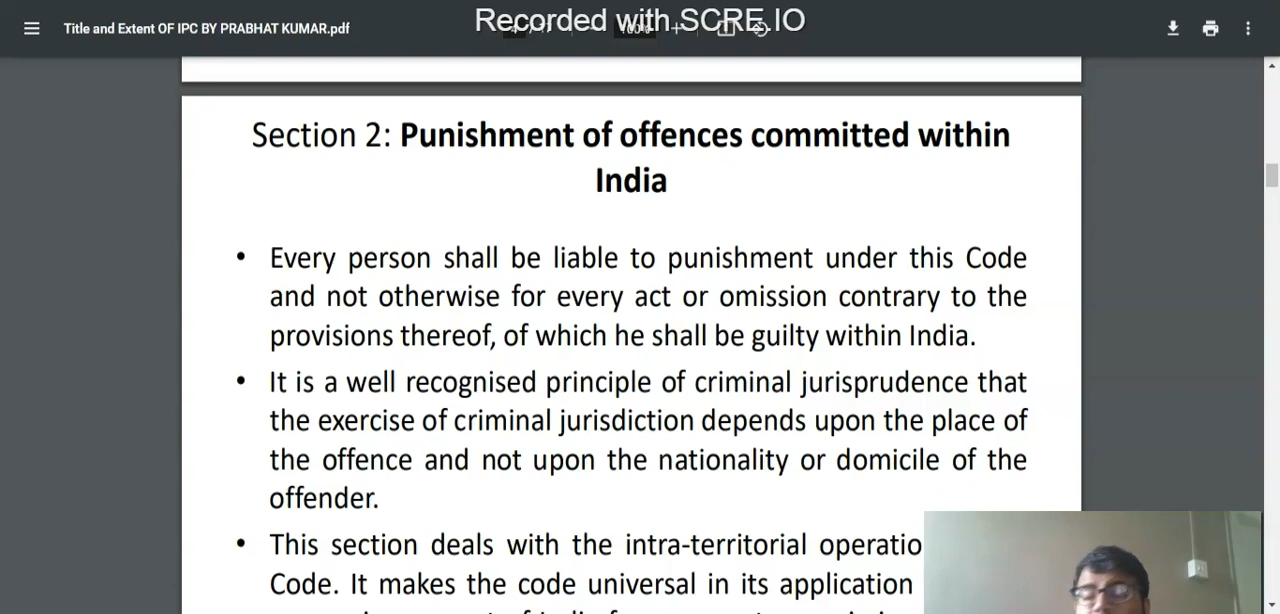 Recorded with SCRE.IO
Title and Extent OF IPC BY PRABHAT KUMAR.pdf
Section 2: Punishment of offences committed within
India
• Every person shall be liable to punishment under this Code
and not otherwise for every act or omission contrary to the
provisions thereof, of which he shall be guilty within India.
• It is a well recognised principle of criminal jurisprudence that
the exercise of criminal jurisdiction depends upon the place of
the offence and not upon the nationality or domicile of the
offender.
• This section deals with the intra-territorial operatio
Code. It makes the code universal in its application